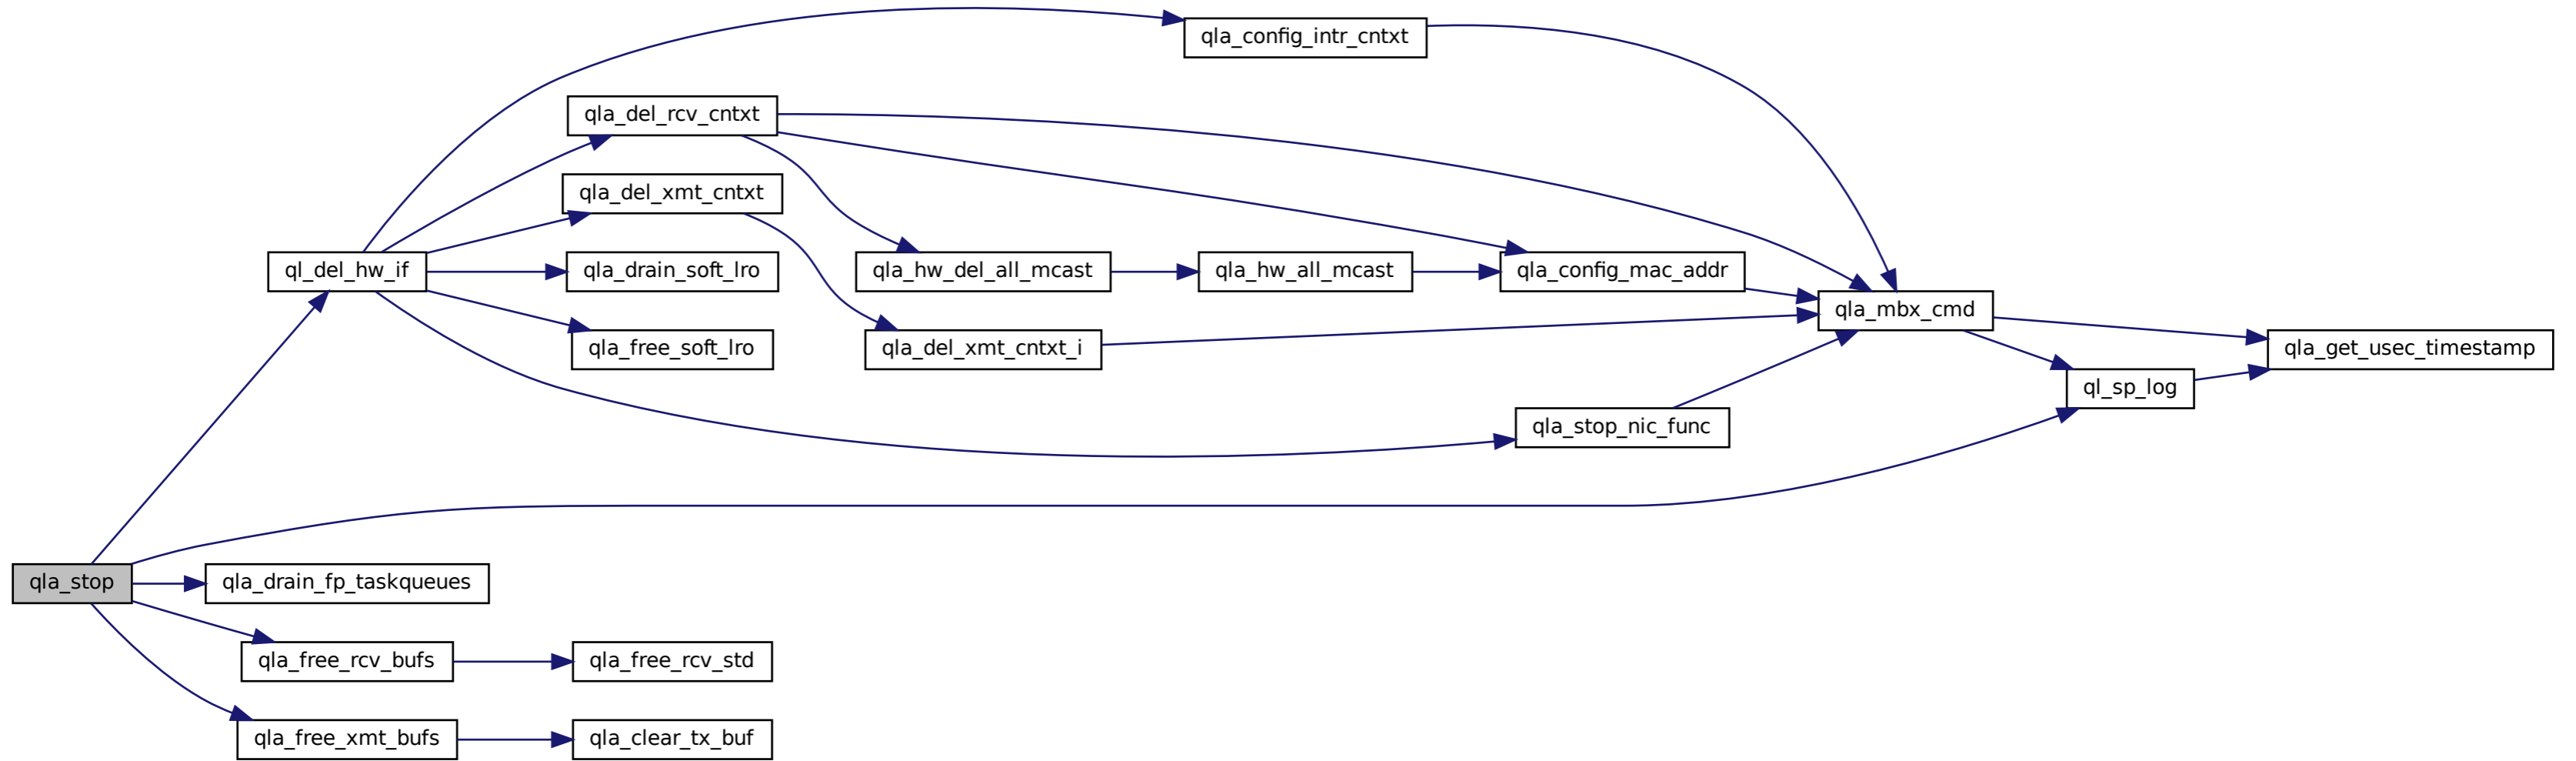 qla_config_intr_cntxt
qla_del_rcv_cntxt
qla_del_xmt_cntxt
ql_del_hw_if
qla_drain_soft_lro
qla_hw_del_all_mcast
qla_hw_all_mcast
qla_config_mac_addr
qla_mbx_cmd
qla_free_soft_lro
qla_del_xmt_cntxt_i
qla_get_usec_timestamp
ql_sp_log
qla_stop_nic_func
qla_stop
qla_drain_fp_taskqueues
qla_free_rcv_bufs
qla_free_rcv_std
qla_free_xmt_bufs
qla_clear_tx_buf